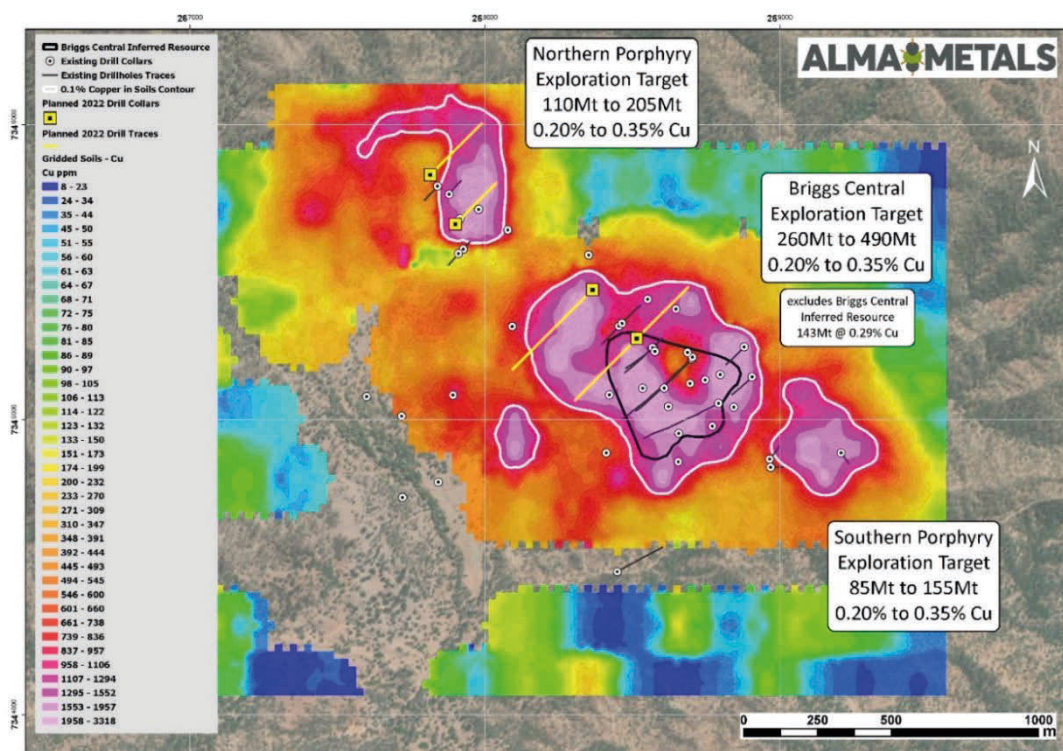 267000
268000
269000
Briggs Central Inferred Resource
Existing Drill Collars
Existing Drillholes Traces
0.1% Copper in Soils Contour
Planned 2022 Drill Collars
Planned 2022 Drill Traces
Gridded Soils - Cu
Cu ppm
8 - 23
24 - 34
35 - 44
45 - 50
51 - 55
56 - 60
61 - 63
64 - 67
68 - 71
72 - 75
76 - 80
81 - 85
86 - 89
90 - 97
98 - 105
106 - 113
114 - 122
123 - 132
133 - 150
151 - 173
174 - 199
200 - 232
233 - 270
271 - 309
310 - 347
348 - 391
392 - 444
445 - 493
494 - 545
546 - 600
601 - 660
661 - 738
739 - 836
837 - 957
958 - 1106
1107 - 1294
1295 - 1552
1553 - 1957
1958 - 3318
Northern Porphyry
Exploration Target
110Mt to 205Mt
0.20% to 0.35% Cu
ALMA METALS
N
Briggs Central
Exploration Target
260Mt to 490Mt
0.20% to 0.35% Cu
excludes Briggs Central
Inferred Resource
143Mt @ 0.29% Cu
Southern Porphyry
Exploration Target
85Mt to 155Mt
0.20% to 0.35% Cu
0 250 500 1000
m
7346000
7345000
7344000